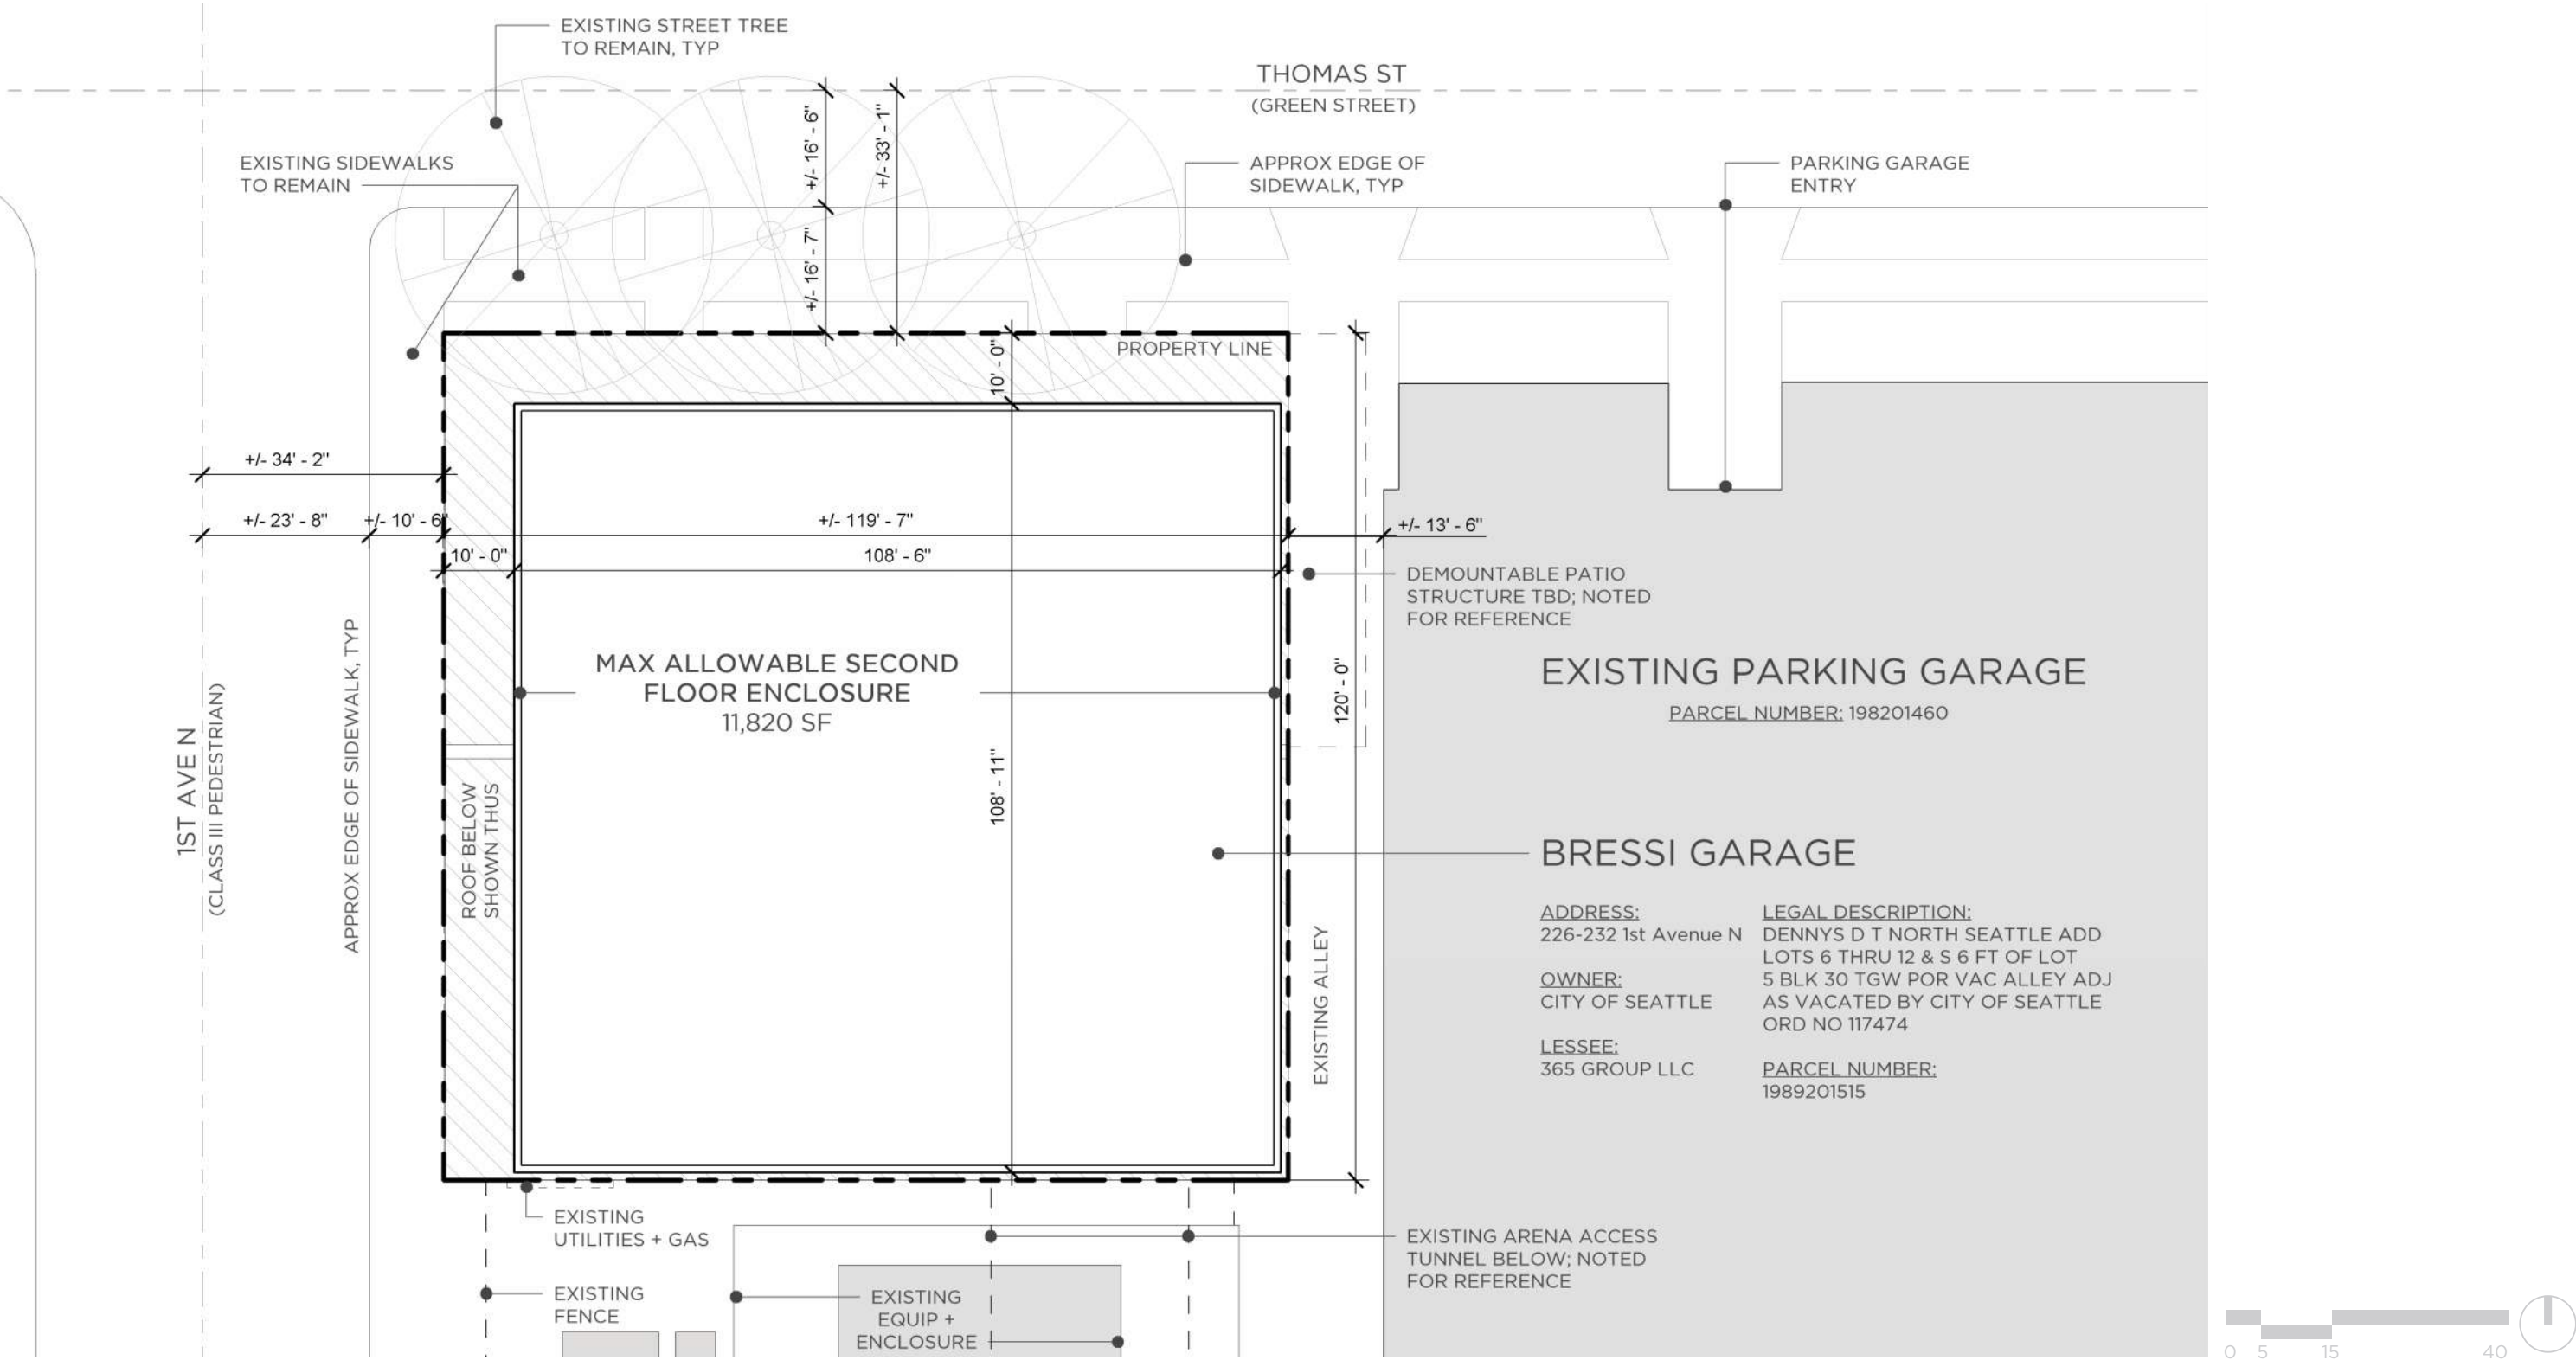 EXISTING STREET TREE
TO REMAIN, TYP
THOMAS ST
(GREEN STREET)
+/- 16' - 6"
+/- 33' - 1"
EXISTING SIDEWALKS
TO REMAIN
APPROX EDGE OF
SIDEWALK, TYP
PARKING GARAGE
ENTRY
+/- 16' - 7"
10' - 0"
PROPERTY LINE
+/- 34' - 2"
+/- 23' - 8"
+/- 10' - 6"
+/- 119' - 7"
+/- 13' - 6"
10' - 0"
108' - 6"
DEMOUNTABLE PATIO
STRUCTURE TBD; NOTED
FOR REFERENCE
MAX ALLOWABLE SECOND
FLOOR ENCLOSURE
11,820 SF
120' - 0"
EXISTING PARKING GARAGE
PARCEL NUMBER: 198201460
1ST AVE N
(CLASS III PEDESTRIAN)
APPROX EDGE OF SIDEWALK, TYP
ROOF BELOW
SHOWN THUS
108' - 11"
BRESSI GARAGE
EXISTING ALLEY
ADDRESS:
226-232 1st Avenue N
OWNER:
CITY OF SEATTLE
LESSEE:
365 GROUP LLC
LEGAL DESCRIPTION:
DENNYS D T NORTH SEATTLE ADD
LOTS 6 THRU 12 & S 6 FT OF LOT
5 BLK 30 TGW POR VAC ALLEY ADJ
AS VACATED BY CITY OF SEATTLE
ORD NO 117474
PARCEL NUMBER:
1989201515
EXISTING
UTILITIES + GAS
EXISTING
FENCE
EXISTING
EQUIP +
ENCLOSURE
EXISTING ARENA ACCESS
TUNNEL BELOW; NOTED
FOR REFERENCE
0 5 15 40